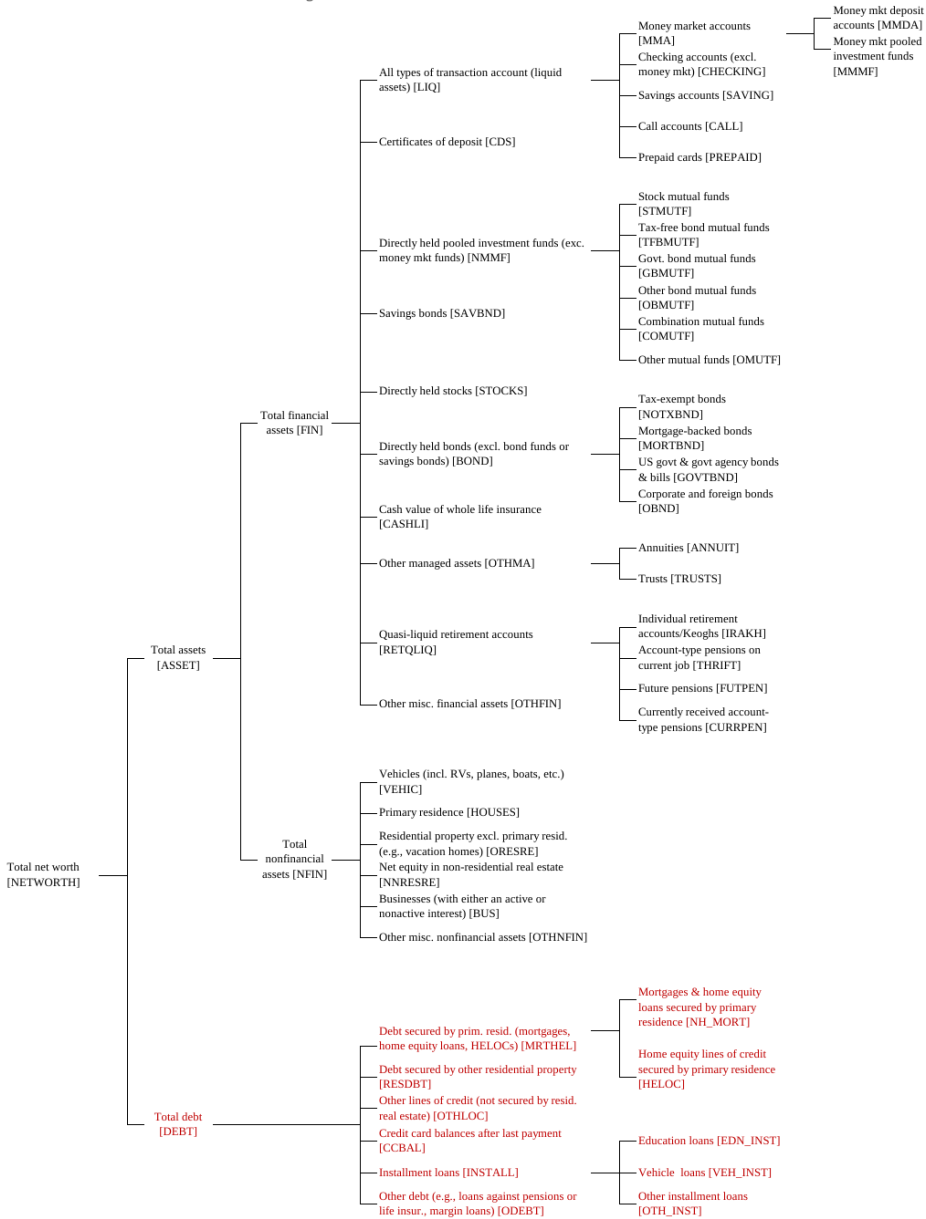 Money mkt deposit
accounts [MMDA]
Money mkt pooled
investment funds
[MMMF]
Money market accounts
[MMA]
Checking accounts (excl.
money mkt) [CHECKING]
Savings accounts [SAVING]
Call accounts [CALL]
Prepaid cards [PREPAID]
All types of transaction account (liquid
assets) [LIQ]
Certificates of deposit [CDS]
Stock mutual funds
[STMUTF]
Tax-free bond mutual funds
[TFBMUTF]
Govt. bond mutual funds
[GBMUTF]
Other bond mutual funds
[OBMUTF]
Combination mutual funds
[COMUTF]
Other mutual funds [OMUTF]
Directly held pooled investment funds (exc.
money mkt funds) [NMMF]
Savings bonds [SAVBND]
Directly held stocks [STOCKS]
Total financial
assets [FIN]
Tax-exempt bonds
[NOTXBND]
Mortgage-backed bonds
[MORTBND]
US govt & govt agency bonds
& bills [GOVTBND]
Corporate and foreign bonds
[OBND]
Directly held bonds (excl. bond funds or
savings bonds) [BOND]
Cash value of whole life insurance
[CASHLI]
Other managed assets [OTHMA]
Annuities [ANNUIT]
Trusts [TRUSTS]
Quasi-liquid retirement accounts
[RETQLIQ]
Individual retirement
accounts/Keoghs [IRAKH]
Account-type pensions on
current job [THRIFT]
Future pensions [FUTPEN]
Currently received account-
type pensions [CURRPEN]
Other misc. financial assets [OTHFIN]
Total assets
[ASSET]
Vehicles (incl. RVs, planes, boats, etc.)
[VEHIC]
Primary residence [HOUSES]
Residential property excl. primary resid.
(e.g., vacation homes) [ORESRE]
Net equity in non-residential real estate
[NNRESRE]
Businesses (with either an active or
nonactive interest) [BUS]
Other misc. nonfinancial assets [OTHNFIN]
Total
nonfinancial
assets [NFIN]
Total net worth
[NETWORTH]
Mortgages & home equity
loans secured by primary
residence [NH_MORT]
Home equity lines of credit
secured by primary residence
[HELOC]
Debt secured by prim. resid. (mortgages,
home equity loans, HELOCs) [MRTHEL]
Debt secured by other residential property
[RESDBT]
Other lines of credit (not secured by resid.
real estate) [OTHLOC]
Credit card balances after last payment
[CCBAL]
Installment loans [INSTALL]
Other debt (e.g., loans against pensions or
life insur., margin loans) [ODEBT]
Total debt
[DEBT]
Education loans [EDN_INST]
Vehicle  loans [VEH_INST]
Other installment loans
[OTH_INST]